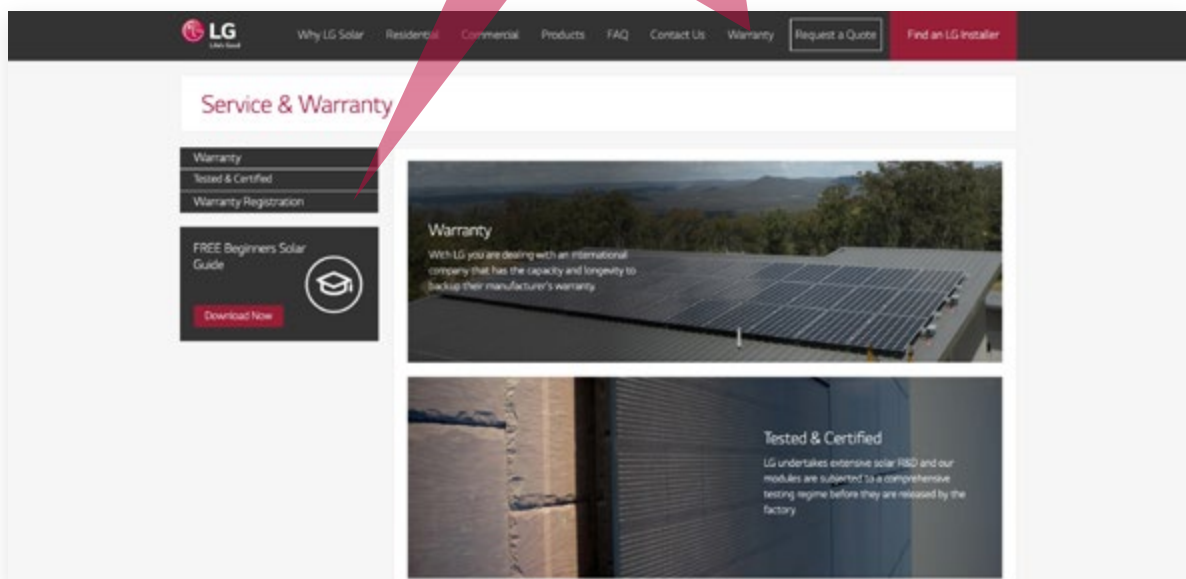 LG
Life's Good
Why LG Solar
Residential
Commercial
Products
FAQ
Contact Us
Warranty
Request a Quote
Find an LG Installer
Service & Warranty
Warranty
Tested & Certified
Warranty Registration
FREE Beginners Solar
Guide
Download Now
Warranty
With LG you are dealing with an international
company that has the capacity and longevity to
backup their manufacturer's warranty.
Tested & Certified
LG undertakes extensive solar R&D and our
modules are subjected to a comprehensive
testing regime before they are released by the
factory